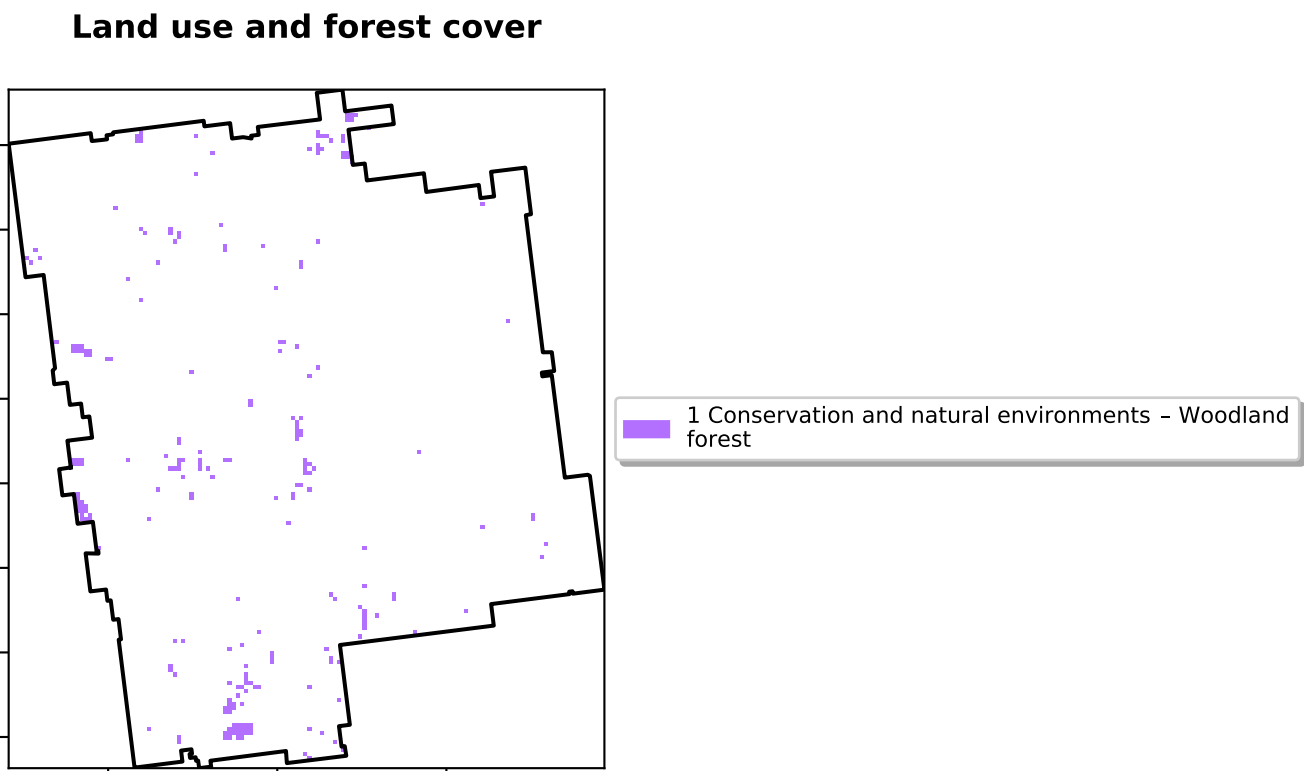 Land use and forest cover
1 Conservation and natural environments – Woodland
forest